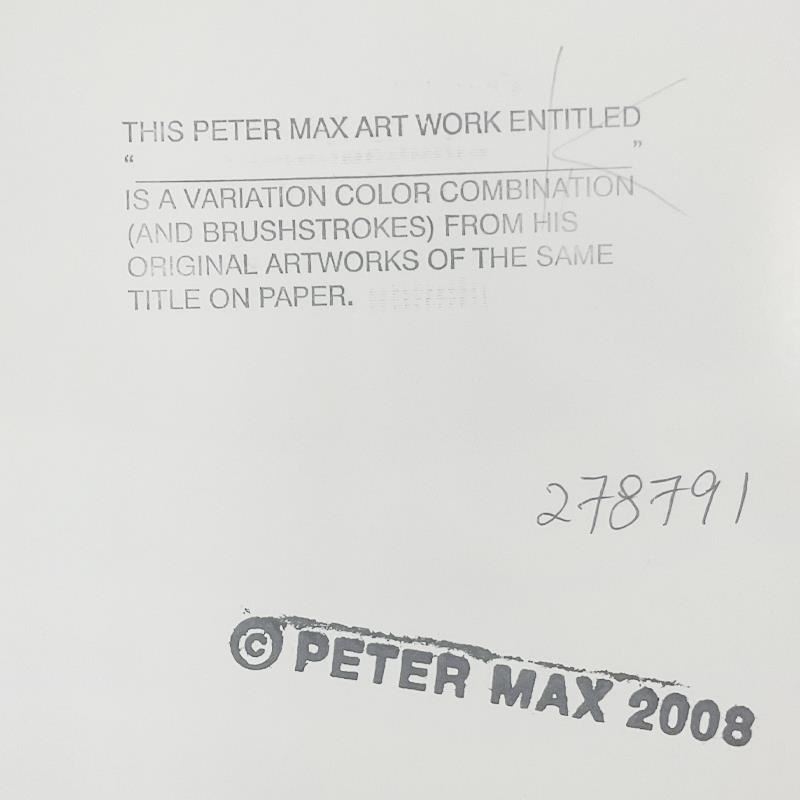 THIS PETER MAX ART WORK ENTITLED
“ ”
IS A VARIATION COLOR COMBINATION
(AND BRUSHSTROKES) FROM HIS
ORIGINAL ARTWORKS OF THE SAME
TITLE ON PAPER.
K
278791
© PETER MAX 2008